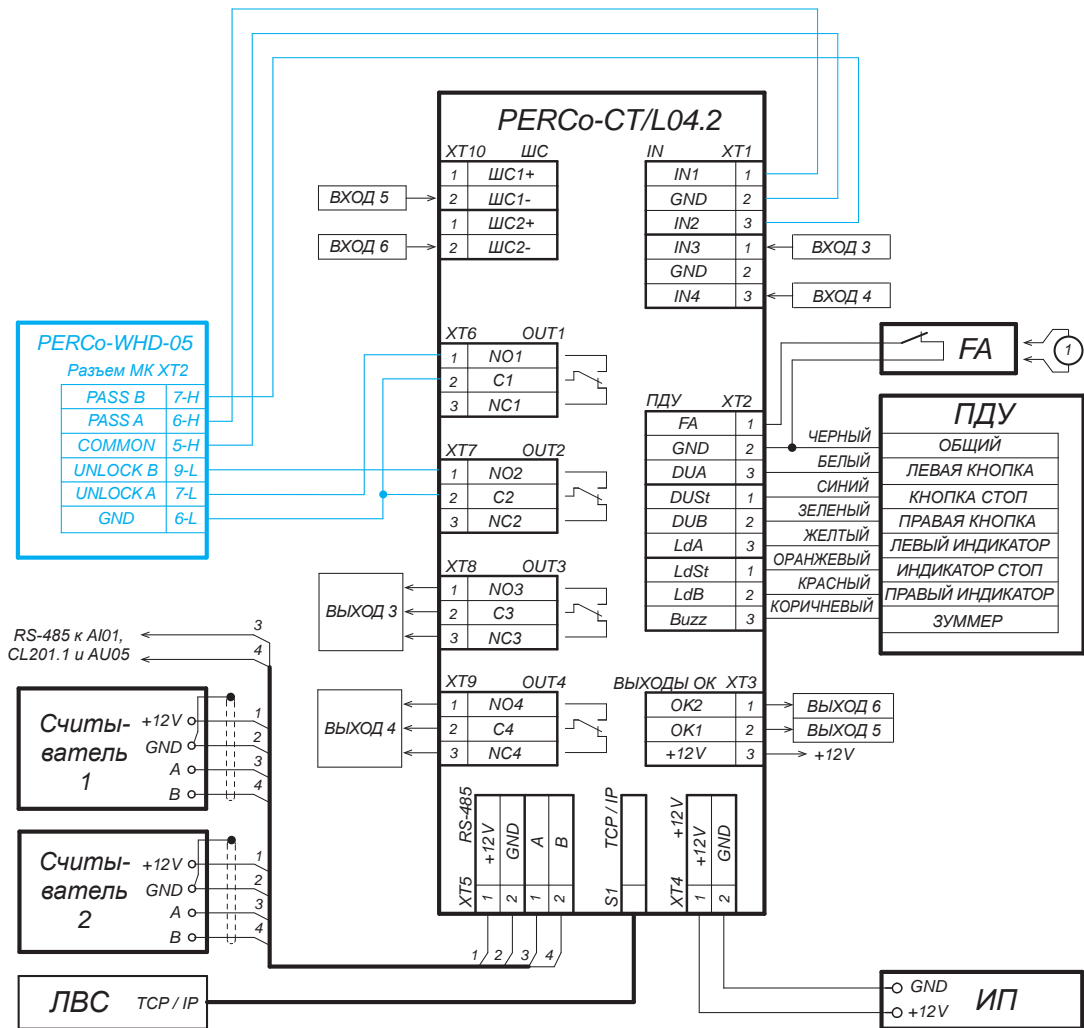 PERCo-CT/L04.2
XT10 ШС
1 ШС1+
2 ШС1-
1 ШС2+
2 ШС2-
ВХОД 5
ВХОД 6
IN XT1
IN1 1
GND 2
IN2 3
IN3 1
GND 2
IN4 3
ВХОД 3
ВХОД 4
PERCo-WHD-05
Разъем МК XT2
PASS B 7-H
PASS A 6-H
COMMON 5-H
UNLOCK B 9-L
UNLOCK A 7-L
GND 6-L
XT6 OUT1
1 NO1
2 C1
3 NC1
XT7 OUT2
1 NO2
2 C2
3 NC2
XT8 OUT3
1 NO3
2 C3
3 NC3
ВЫХОД 3
XT9 OUT4
1 NO4
2 C4
3 NC4
ВЫХОД 4
FA
1
ПДУ XT2
FA 1
GND 2
DUA 3
DUSt 1
DUB 2
LdA 3
LdSt 1
LdB 2
Buzz 3
ЧЕРНЫЙ
БЕЛЫЙ
СИНИЙ
ЗЕЛЕНЫЙ
ЖЕЛТЫЙ
ОРАНЖЕВЫЙ
КРАСНЫЙ
КОРИЧНЕВЫЙ
ПДУ
ОБЩИЙ
ЛЕВАЯ КНОПКА
КНОПКА СТОП
ПРАВАЯ КНОПКА
ЛЕВЫЙ ИНДИКАТОР
ИНДИКАТОР СТОП
ПРАВЫЙ ИНДИКАТОР
ЗУММЕР
ВЫХОДЫ ОК XT3
OK2 1
OK1 2
+12V 3
ВЫХОД 6
ВЫХОД 5
+12V
RS-485 к AI01,
CL201.1 и AU05
3
4
Считы-
ватель
1
+12V
GND
A
B
1
2
3
4
Считы-
ватель
2
+12V
GND
A
B
1
2
3
4
XT5 RS-485
1 +12V
2 GND
1 A
2 B
1 2 3 4
S1 TCP / IP
XT4 +12V
1 +12V
2 GND
ЛВС TCP / IP
GND
+12V
ИП